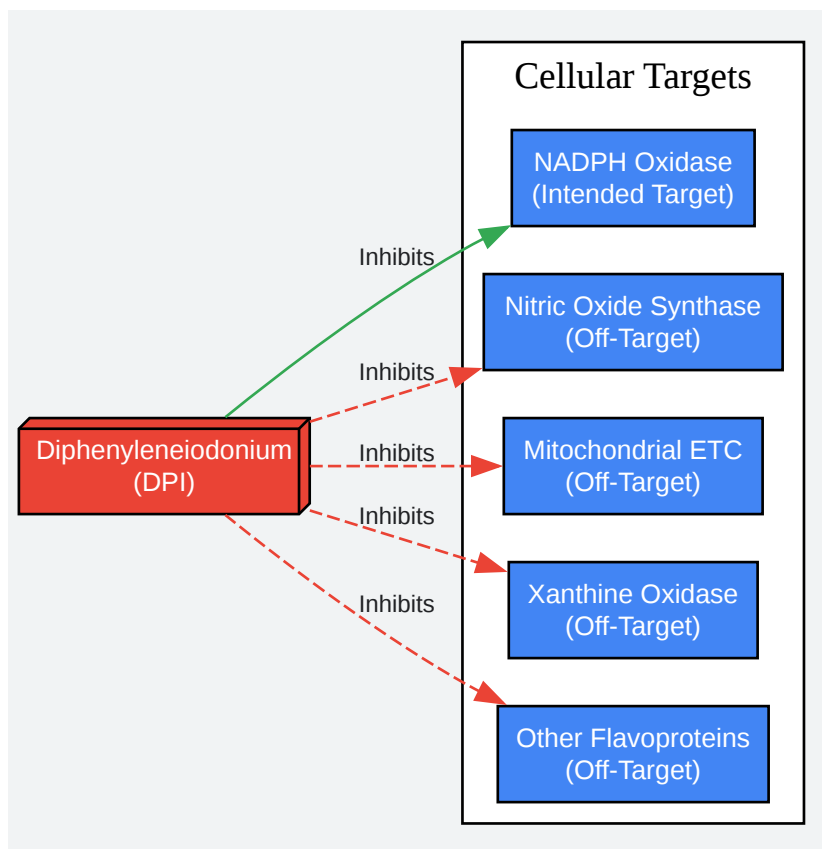 Cellular Targets
NADPH Oxidase
(Intended Target)
Inhibits
Nitric Oxide Synthase
(Off-Target)
Inhibits
Diphenyleneiodonium
(DPI)
Inhibits
Mitochondrial ETC
(Off-Target)
Inhibits
Xanthine Oxidase
(Off-Target)
Inhibits
Other Flavoproteins
(Off-Target)